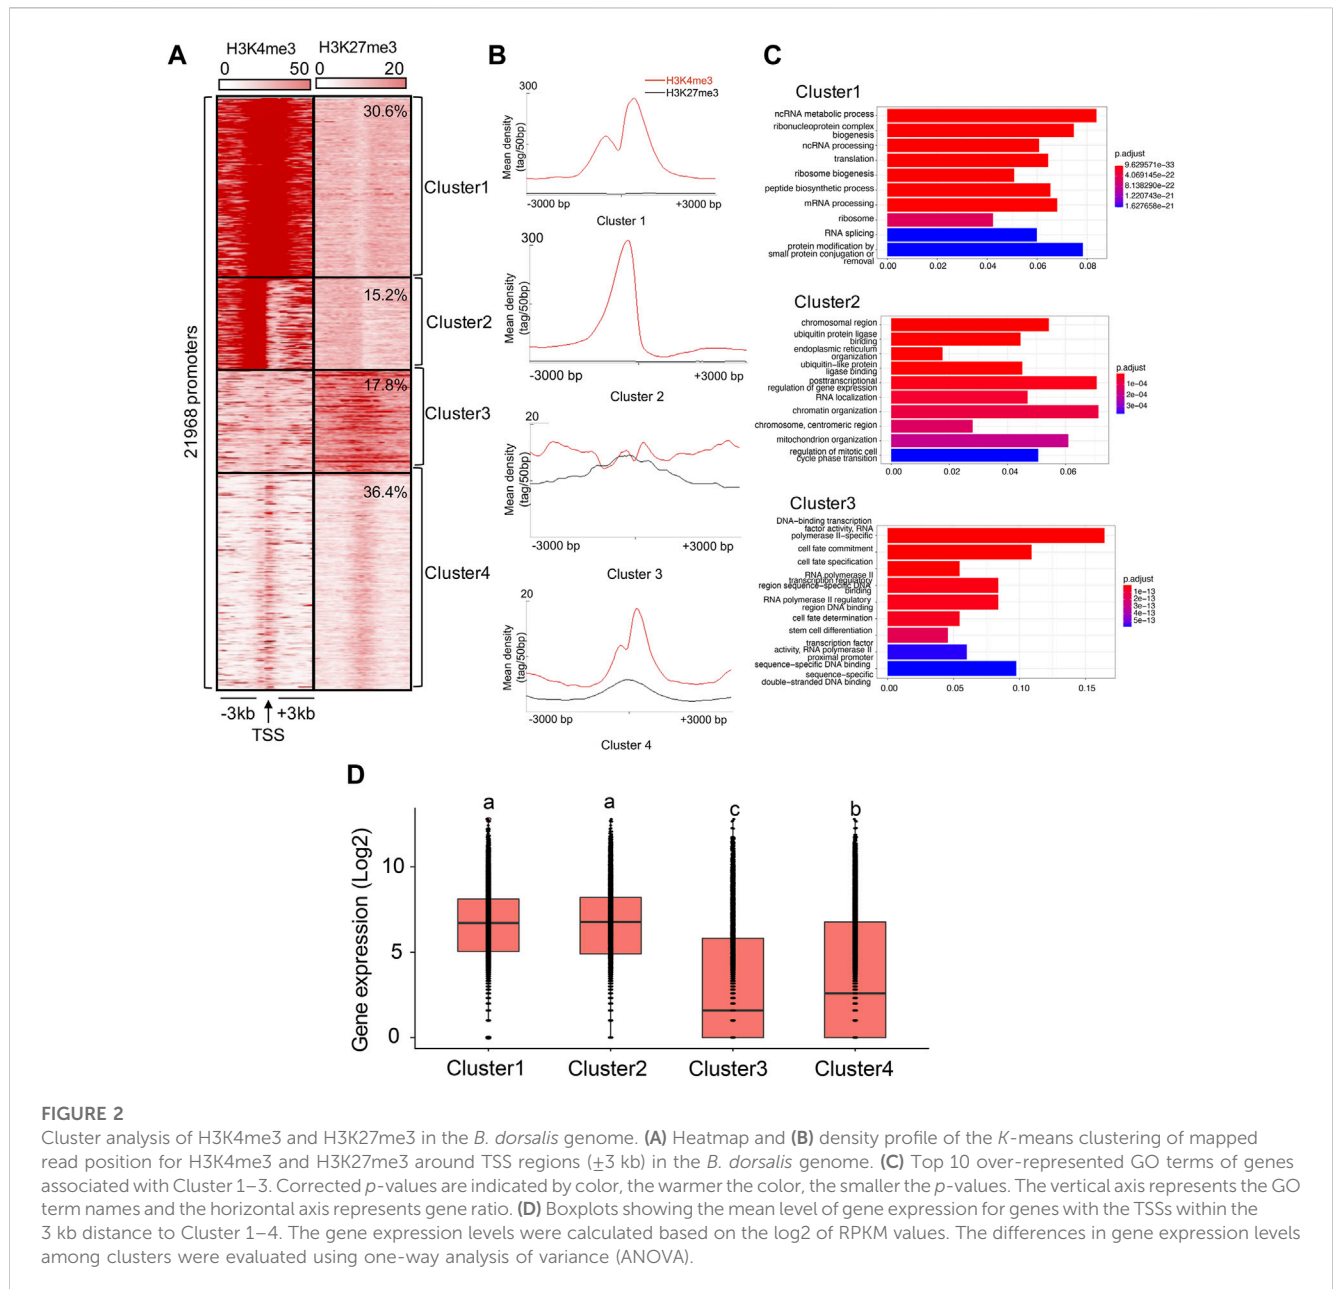 A
H3K4me3 H3K27me3
0 50 0 20
30.6%
Cluster1
15.2%
Cluster2
17.8%
Cluster3
36.4%
Cluster4
21968 promoters
-3kb +3kb
TSS
B
H3K4me3
H3K27me3
300
Mean density
(tag/50bp)
-3000 bp +3000 bp
Cluster 1
300
Mean density
(tag/50bp)
-3000 bp +3000 bp
Cluster 2
20
Mean density
(tag/50bp)
-3000 bp +3000 bp
Cluster 3
20
Mean density
(tag/50bp)
-3000 bp +3000 bp
Cluster 4
C
Cluster1
ncRNA metabolic process
ribonucleoprotein complex
biogenesis
ncRNA processing
translation
ribosome biogenesis
peptide biosynthetic process
mRNA processing
ribosome
RNA splicing
protein modification by
small protein conjugation or
removal
0.00 0.02 0.04 0.06 0.08
p.adjust
9.629571e-33
4.069145e-22
8.138290e-22
1.220743e-21
1.627658e-21
Cluster2
chromosomal region
ubiquitin protein ligase
binding
endoplasmic reticulum
organization
ubiquitin-like protein
ligase binding
posttranscriptional
regulation of gene expression
RNA localization
chromatin organization
chromosome, centromeric region
mitochondrion organization
regulation of mitotic cell
cycle phase transition
0.00 0.02 0.04 0.06
p.adjust
1e-04
2e-04
3e-04
Cluster3
DNA-binding transcription
factor activity, RNA
polymerase II-specific
cell fate commitment
cell fate specification
RNA polymerase II
transcription regulatory
region sequence-specific DNA
binding
RNA polymerase II regulatory
region DNA binding
cell fate determination
stem cell differentiation
transcription factor
activity, RNA polymerase II
proximal promoter
sequence-specific DNA binding
sequence-specific
double-stranded DNA binding
0.00 0.05 0.10 0.15
p.adjust
1e-13
2e-13
3e-13
4e-13
5e-13
D
Gene expression (Log2)
10
5
0
a a c b
Cluster1 Cluster2 Cluster3 Cluster4
FIGURE 2
Cluster analysis of H3K4me3 and H3K27me3 in the B. dorsalis genome. (A) Heatmap and (B) density profile of the K-means clustering of mapped
read position for H3K4me3 and H3K27me3 around TSS regions (±3 kb) in the B. dorsalis genome. (C) Top 10 over-represented GO terms of genes
associated with Cluster 1–3. Corrected p-values are indicated by color, the warmer the color, the smaller the p-values. The vertical axis represents the GO
term names and the horizontal axis represents gene ratio. (D) Boxplots showing the mean level of gene expression for genes with the TSSs within the
3 kb distance to Cluster 1–4. The gene expression levels were calculated based on the log2 of RPKM values. The differences in gene expression levels
among clusters were evaluated using one-way analysis of variance (ANOVA).